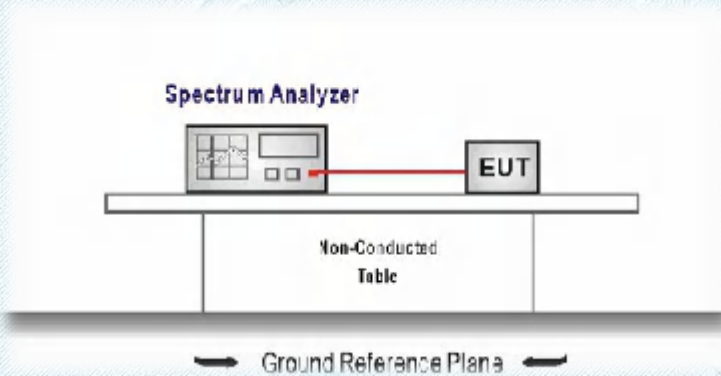 Spectrum Analyzer
EUT
Non-Conducted
Table
Ground Reference Plane